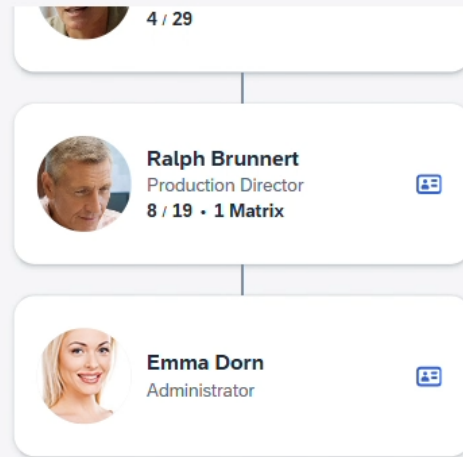 4 / 29
Ralph Brunnert
Production Director
8 / 19 • 1 Matrix
Emma Dorn
Administrator